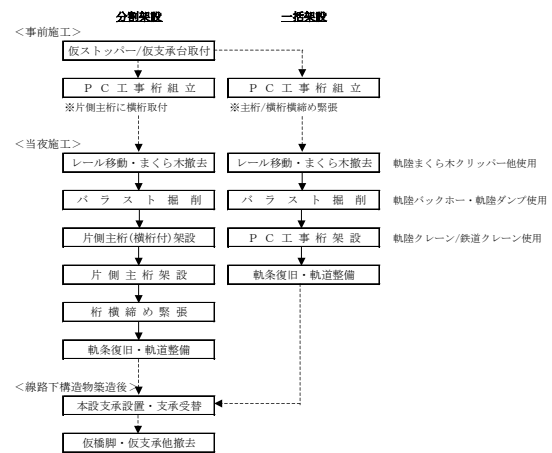 分割架設　一括架設
＜事前施工＞
仮ストッパー/仮支承台取付
ＰＣ工事桁組立　ＰＣ工事桁組立
※片側主桁に横桁取付　※主桁/横桁横締め緊張
＜当夜施工＞
レール移動・まくら木撤去　レール移動・まくら木撤去　軌陸まくら木クリッパー他使用
バラスト掘削　バラスト掘削　軌陸バックホー・軌陸ダンプ使用
片側主桁(横桁付)架設　ＰＣ工事桁架設　軌陸クレーン/鉄道クレーン使用
片側主桁架設　軌条復旧・軌道整備
桁横締め緊張
軌条復旧・軌道整備
＜線路下構造物築造後＞
本設支承設置・支承受替
仮橋脚・仮支承他撤去